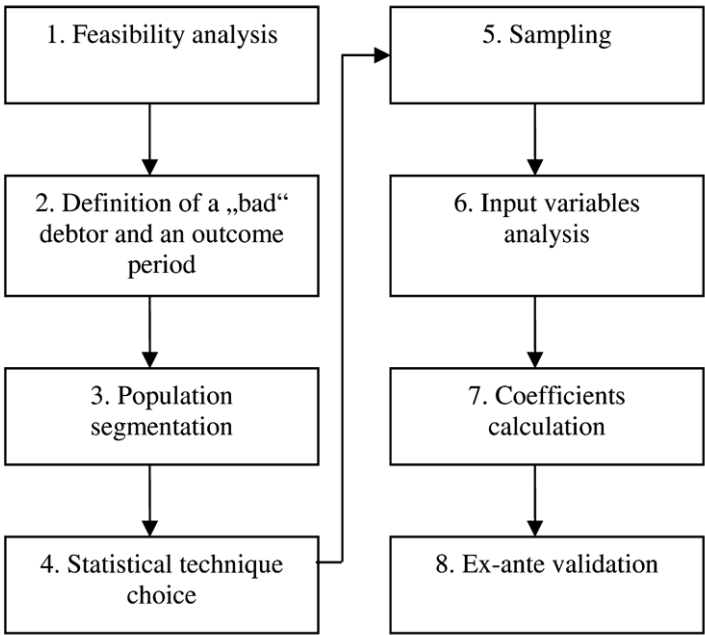 1. Feasibility analysis
2. Definition of a „bad“
debtor and an outcome
period
3. Population
segmentation
4. Statistical technique
choice
5. Sampling
6. Input variables
analysis
7. Coefficients
calculation
8. Ex-ante validation